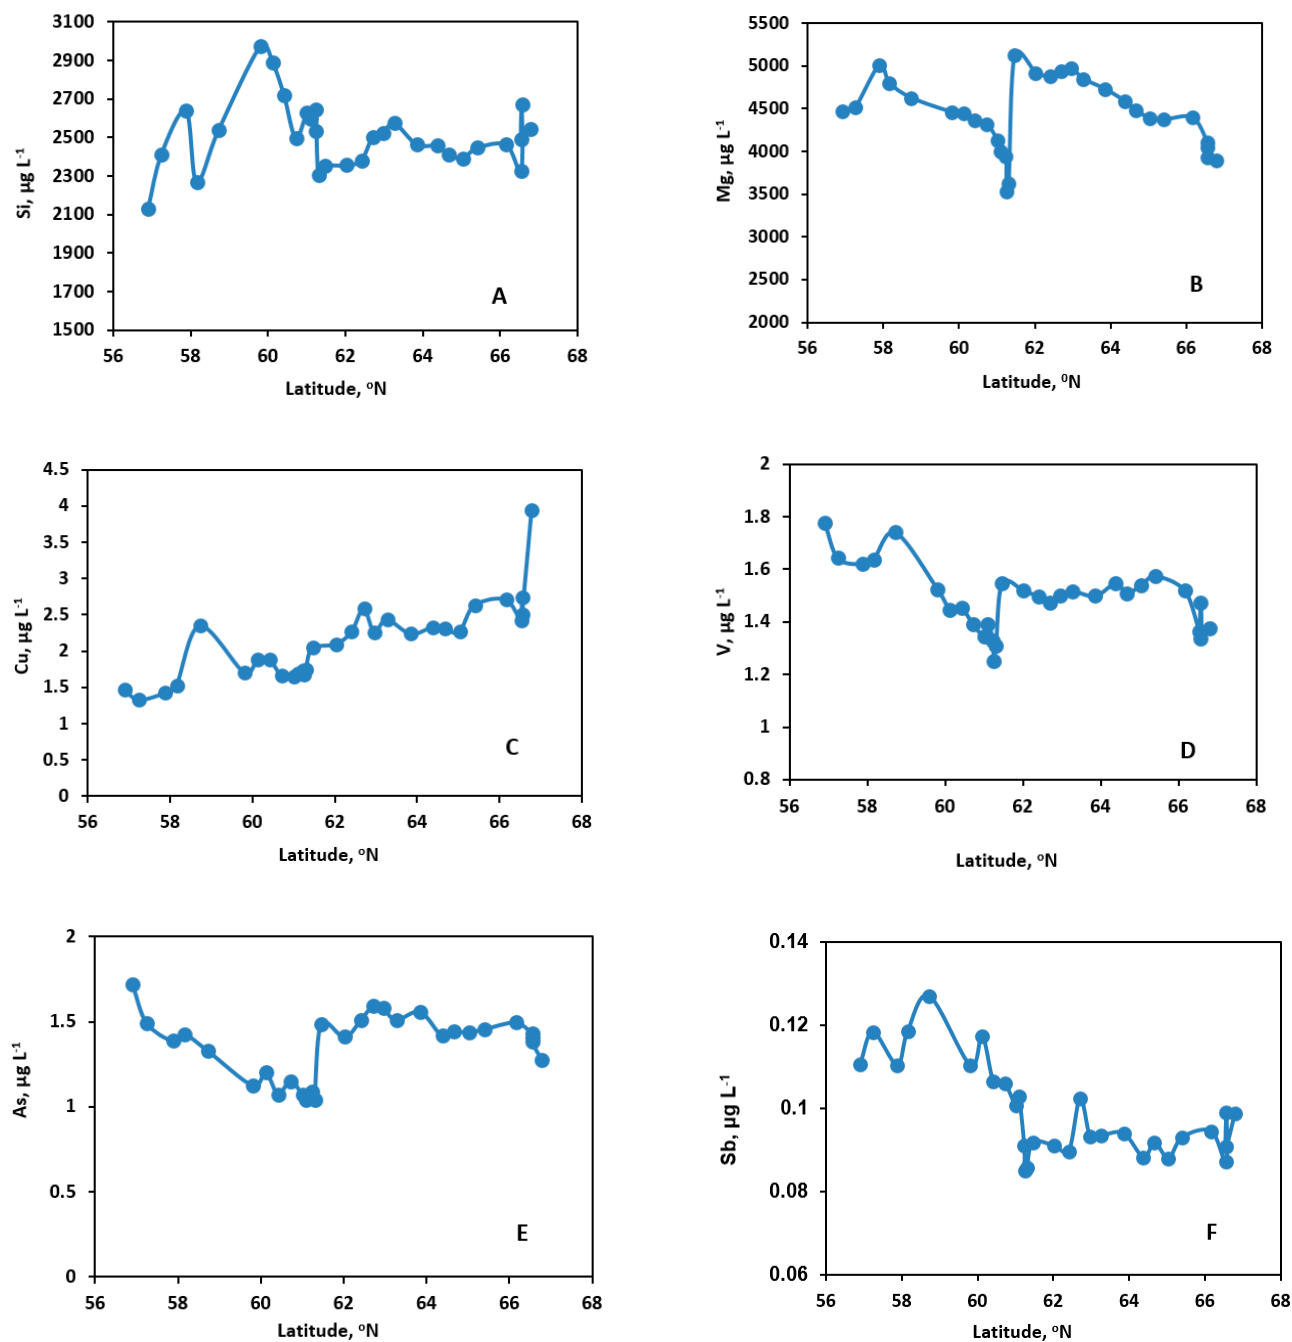 3100
2900
2700
2500
2300
2100
1900
1700
1500
Si, µg L-1
A
56 58 60 62 64 66 68
Latitude, oN
5500
5000
4500
4000
3500
3000
2500
2000
Mg, µg L-1
B
56 58 60 62 64 66 68
Latitude, 0N
4.5
4
3.5
3
2.5
2
1.5
1
0.5
0
Cu, µg L-1
C
56 58 60 62 64 66 68
Latitude, oN
2
1.8
1.6
1.4
1.2
1
0.8
V, µg L-1
D
56 58 60 62 64 66 68
Latitude, oN
2
1.5
1
0.5
0
As, µg L-1
E
56 58 60 62 64 66 68
Latitude, oN
0.14
0.12
0.1
0.08
0.06
Sb, µg L-1
F
56 58 60 62 64 66 68
Latitude, oN